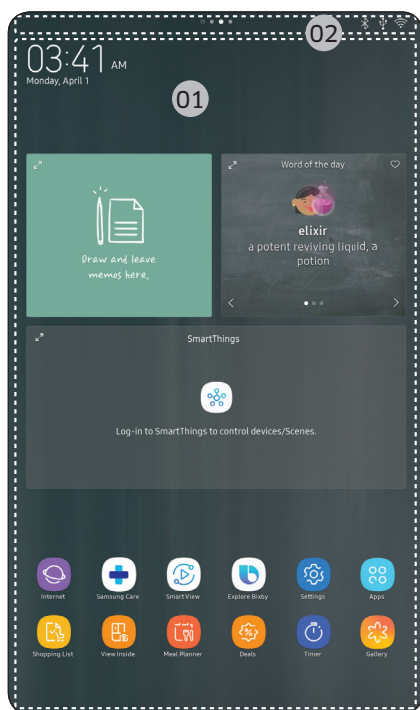 02
03:41 AM
Monday, April 1
01
Draw and leave
memos here.
Word of the day
elixir
a potent reviving liquid, a
potion
SmartThings
Log-in to SmartThings to control devices/Scenes.
Internet
Samsung Care
Smart View
Explore Bixby
Settings
Apps
Shopping List
View Inside
Meal Planner
Deals
Timer
Gallery